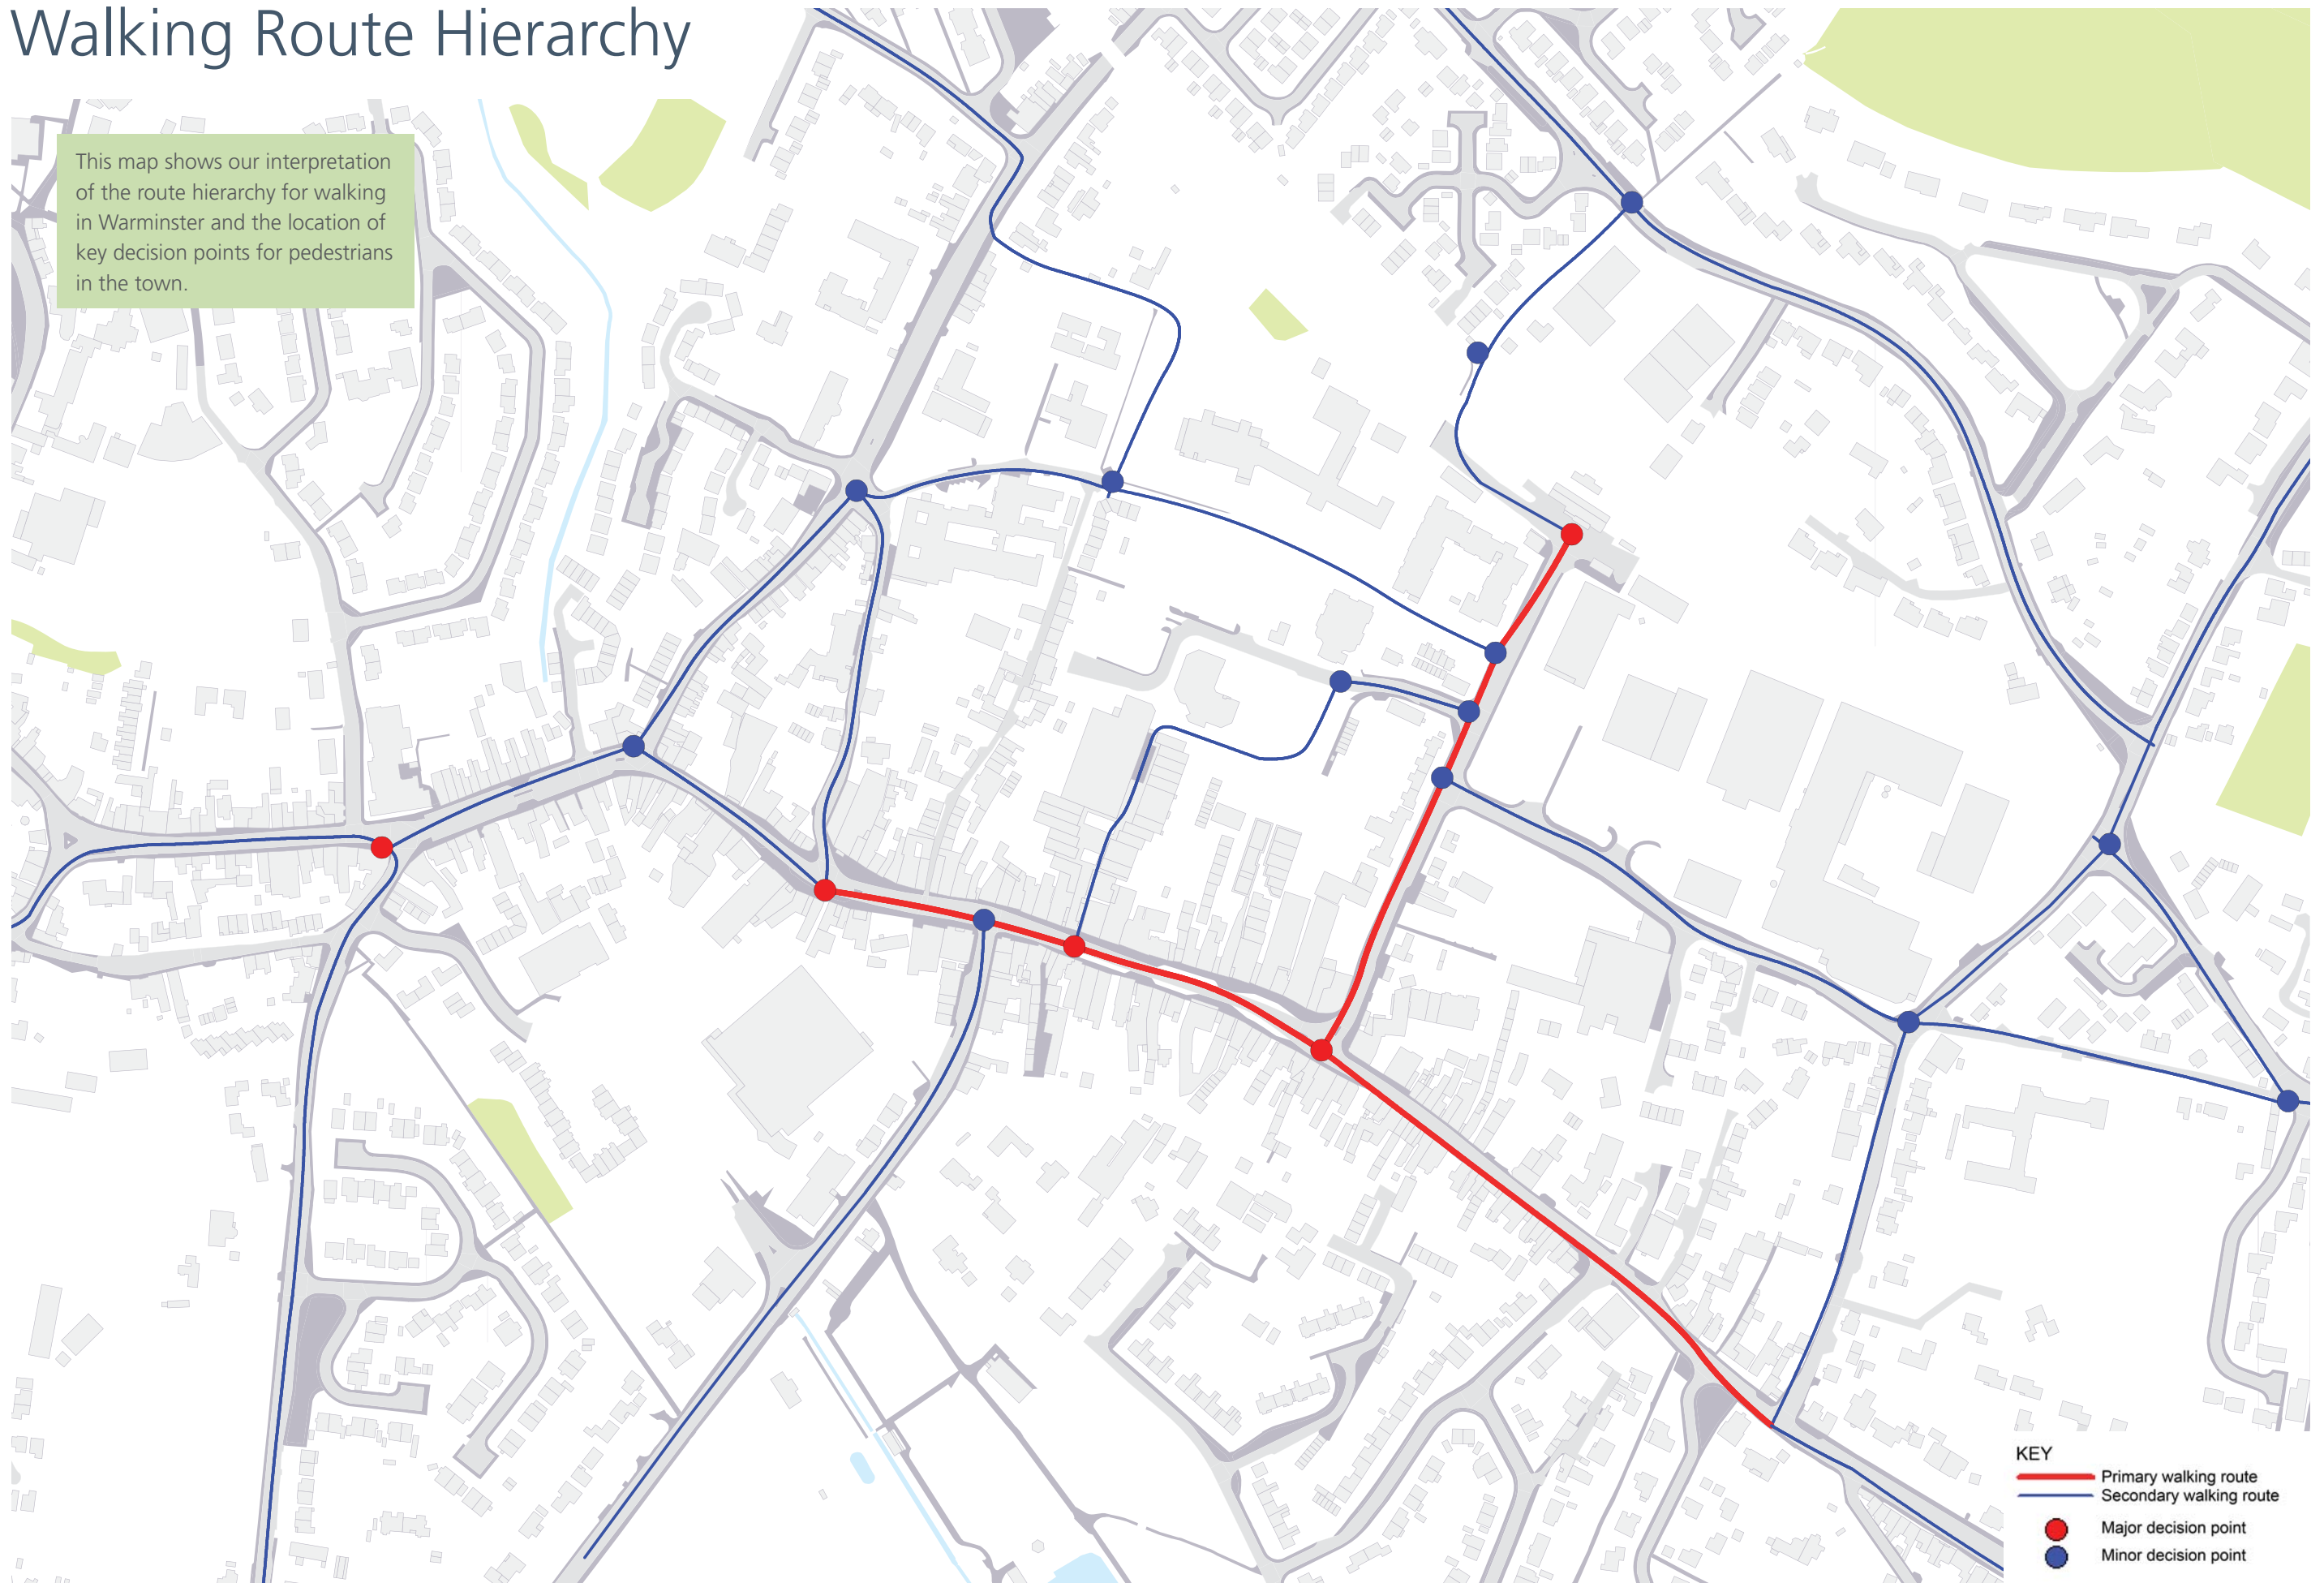 Walking Route Hierarchy
This map shows our interpretation
of the route hierarchy for walking
in Warminster and the location of
key decision points for pedestrians
in the town.
KEY
Primary walking route
Secondary walking route
Major decision point
Minor decision point